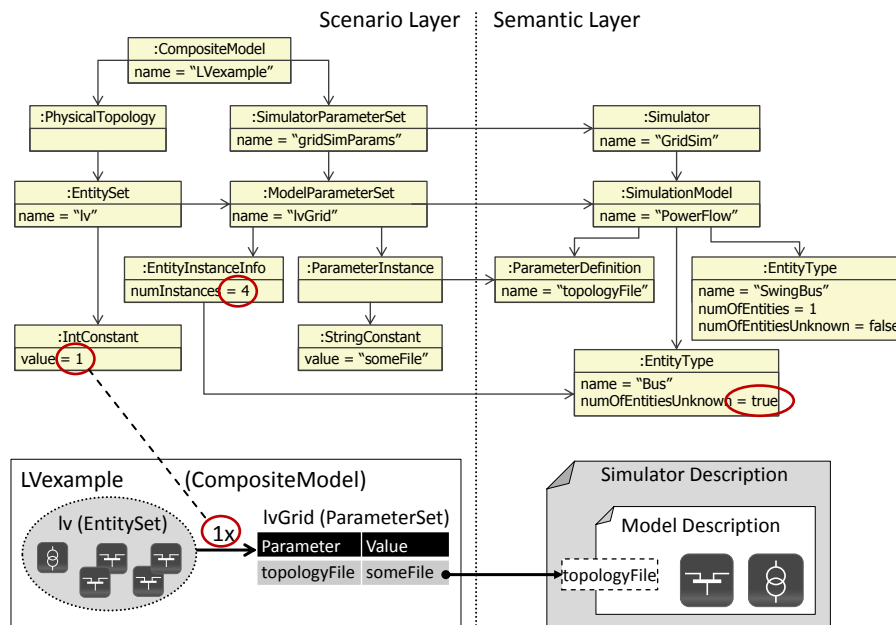 Scenario Layer
Semantic Layer
:CompositeModel
name = “LVexample”
:PhysicalTopology
:SimulatorParameterSet
name = “gridSimParams”
:Simulator
name = “GridSim”
:EntitySet
name = “lv”
:ModelParameterSet
name = “lvGrid”
:SimulationModel
name = “PowerFlow”
:EntityInstanceInfo
numInstances = 4
:ParameterInstance
:ParameterDefinition
name = “topologyFile”
:EntityType
name = “SwingBus”
numOfEntities = 1
numOfEntitiesUnknown = false
:IntConstant
value = 1
:StringConstant
value = “someFile”
:EntityType
name = “Bus”
numOfEntitiesUnknown = true
LVexample (CompositeModel)
lv (EntitySet)
1x
lvGrid (ParameterSet)
Parameter Value
topologyFile someFile
Simulator Description
Model Description
topologyFile